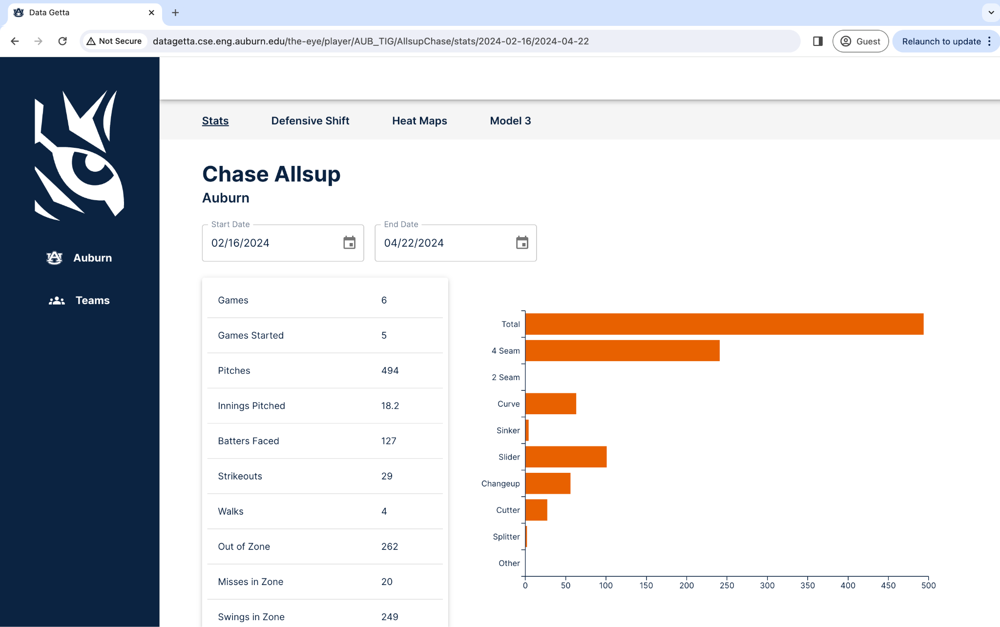 Data Getta
Not Secure
datagetta.cse.eng.auburn.edu/the-eye/player/AUB_TIG/AllsupChase/stats/2024-02-16/2024-04-22
Guest
Relaunch to update
Auburn
Teams
Stats
Defensive Shift
Heat Maps
Model 3
Chase Allsup
Auburn
Start Date
02/16/2024
End Date
04/22/2024
Games 6
Games Started 5
Pitches 494
Innings Pitched 18.2
Batters Faced 127
Strikeouts 29
Walks 4
Out of Zone 262
Misses in Zone 20
Swings in Zone 249
Total
4 Seam
2 Seam
Curve
Sinker
Slider
Changeup
Cutter
Splitter
Other
0 50 100 150 200 250 300 350 400 450 500